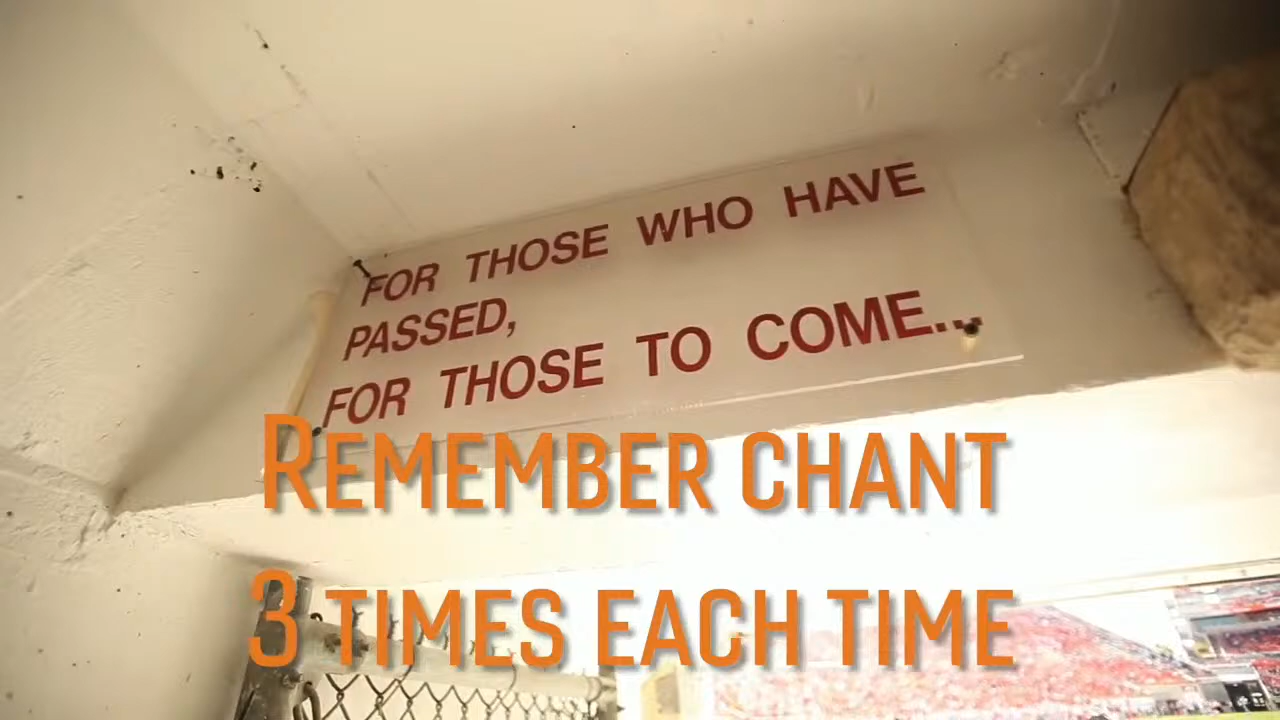 FOR THOSE WHO HAVE
PASSED,
FOR THOSE TO COME...
REMEMBER CHANT
3 TIMES EACH TIME